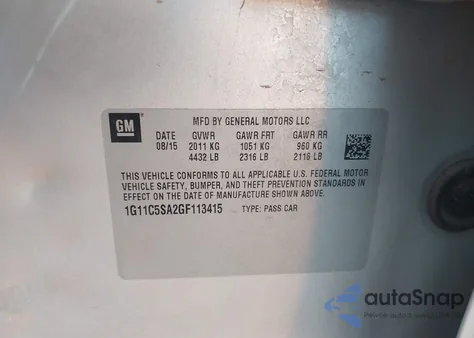 GM
MFD BY GENERAL MOTORS LLC
DATE GVWR GAWR FRT GAWR RR
08/15 2011 KG 1051 KG 960 KG
4432 LB 2316 LB 2116 LB
THIS VEHICLE CONFORMS TO ALL APPLICABLE U.S. FEDERAL MOTOR
VEHICLE SAFETY, BUMPER, AND THEFT PREVENTION STANDARDS IN
EFFECT ON THE DATE OF MANUFACTURE SHOWN ABOVE.
1G11C5SA2GF113415 TYPE: PASS CAR
autoSnap